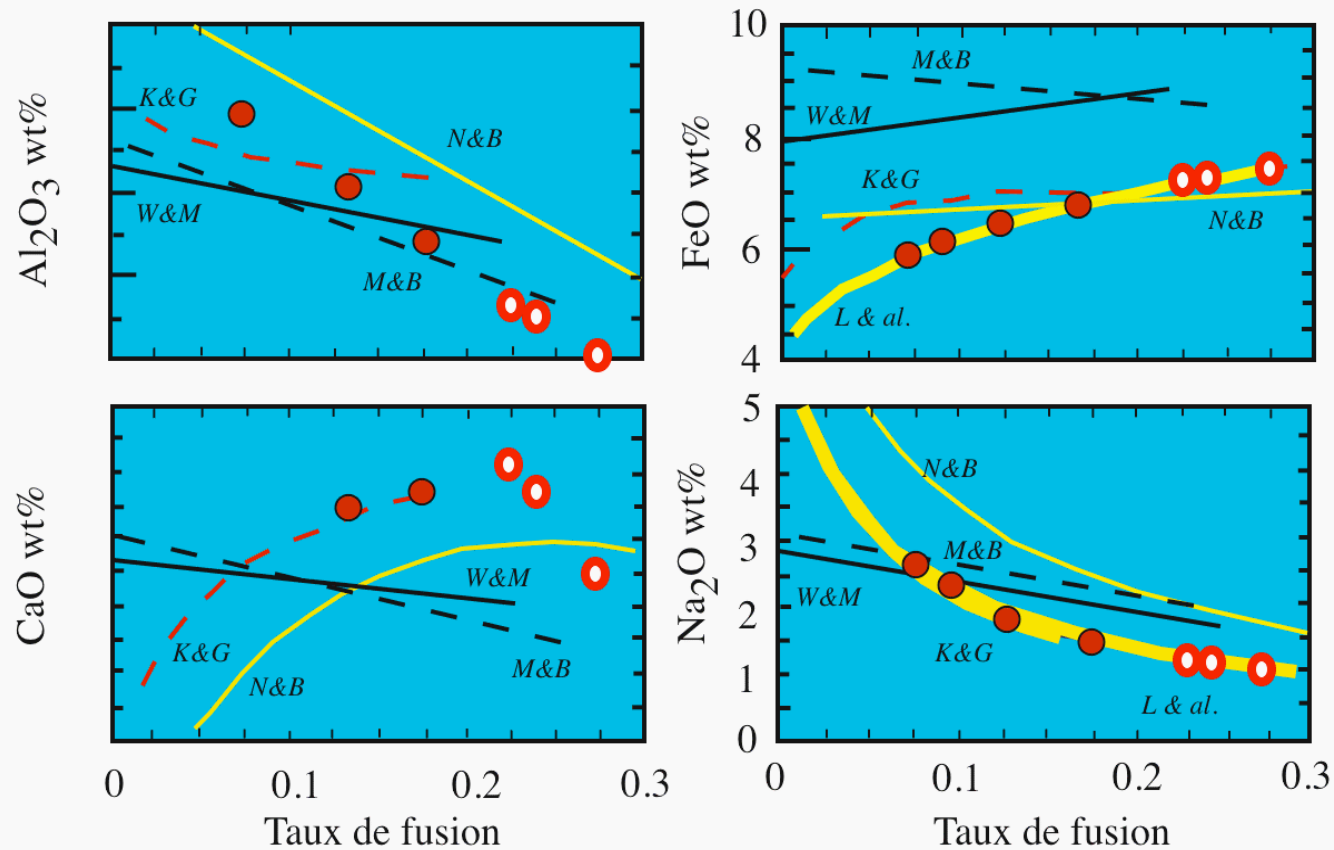 Al2O3 wt%
K&G
N&B
W&M
M&B
FeO wt%
10
8
6
4
M&B
W&M
K&G
N&B
L & al.
CaO wt%
W&M
K&G
N&B
M&B
0
0.1
0.2
0.3
Taux de fusion
Na2O wt%
5
4
3
2
1
0
N&B
M&B
W&M
K&G
L & al.
0
0.1
0.2
0.3
Taux de fusion